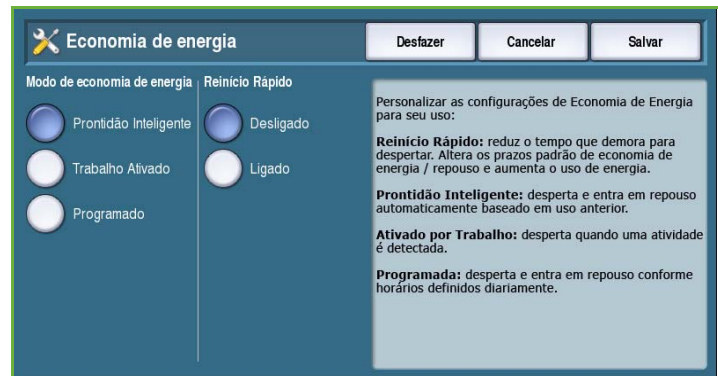 Economia de energia
Desfazer
Cancelar
Salvar
Modo de economia de energia
Prontidão Inteligente
Trabalho Ativado
Programado
Reinício Rápido
Desligado
Ligado
Personalizar as configurações de Economia de Energia
para seu uso:
Reinício Rápido: reduz o tempo que demora para
despertar. Altera os prazos padrão de economia de
energia / repouso e aumenta o uso de energia.
Prontidão Inteligente: desperta e entra em repouso
automaticamente baseado em uso anterior.
Ativado por Trabalho: desperta quando uma atividade
é detectada.
Programada: desperta e entra em repouso conforme
horários definidos diariamente.